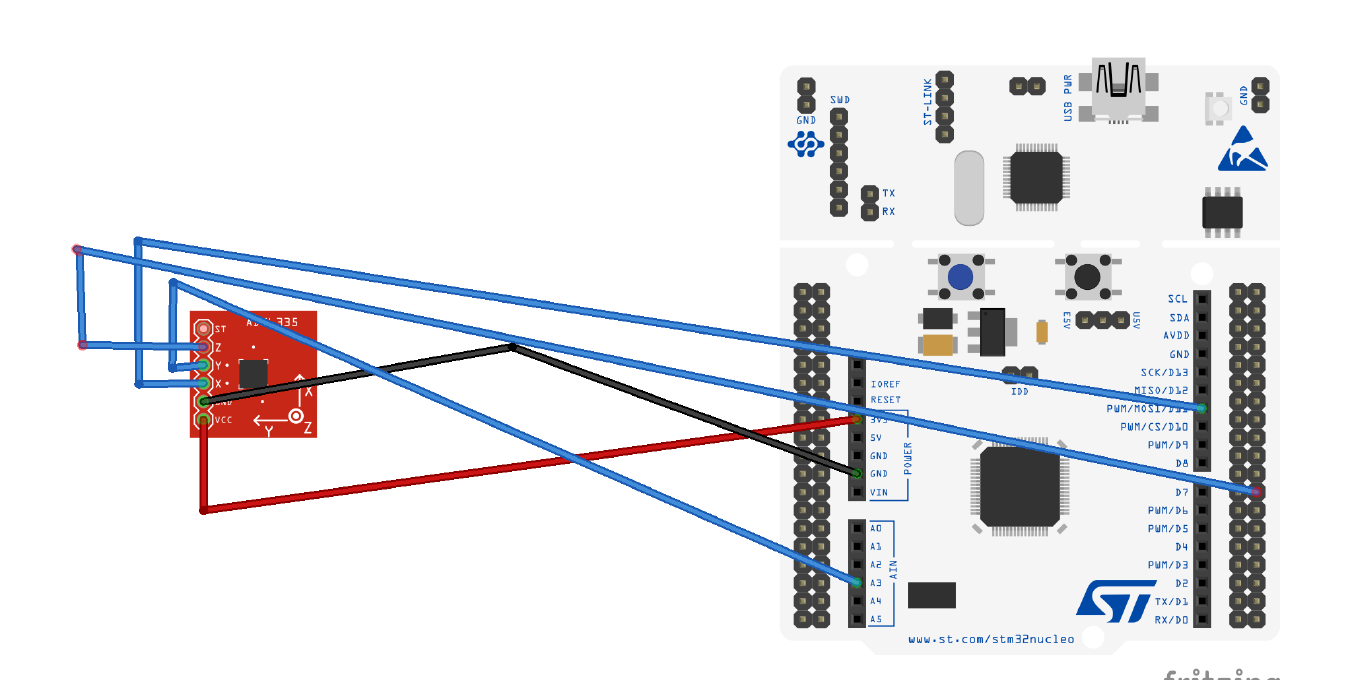 USB PWR
ST-LINK
GND
SWD
GND
TX
RX
SCL
SDA
E5V
U5V
AVDD
GND
ST
Z
Y
X
VCC
X
Y
Z
SCK/D13
IOREF
IDD
MISO/D12
RESET
PWM/MOSI/D11
3V3
PWM/CS/D10
5V
PWM/D9
GND
POWER
D8
GND
VIN
D7
PWM/D6
A0
PWM/D5
A1
D4
A2
AIN
PWM/D3
A3
D2
A4
TX/D1
A5
RX/D0
ST
www.st.com/stm32nucleo